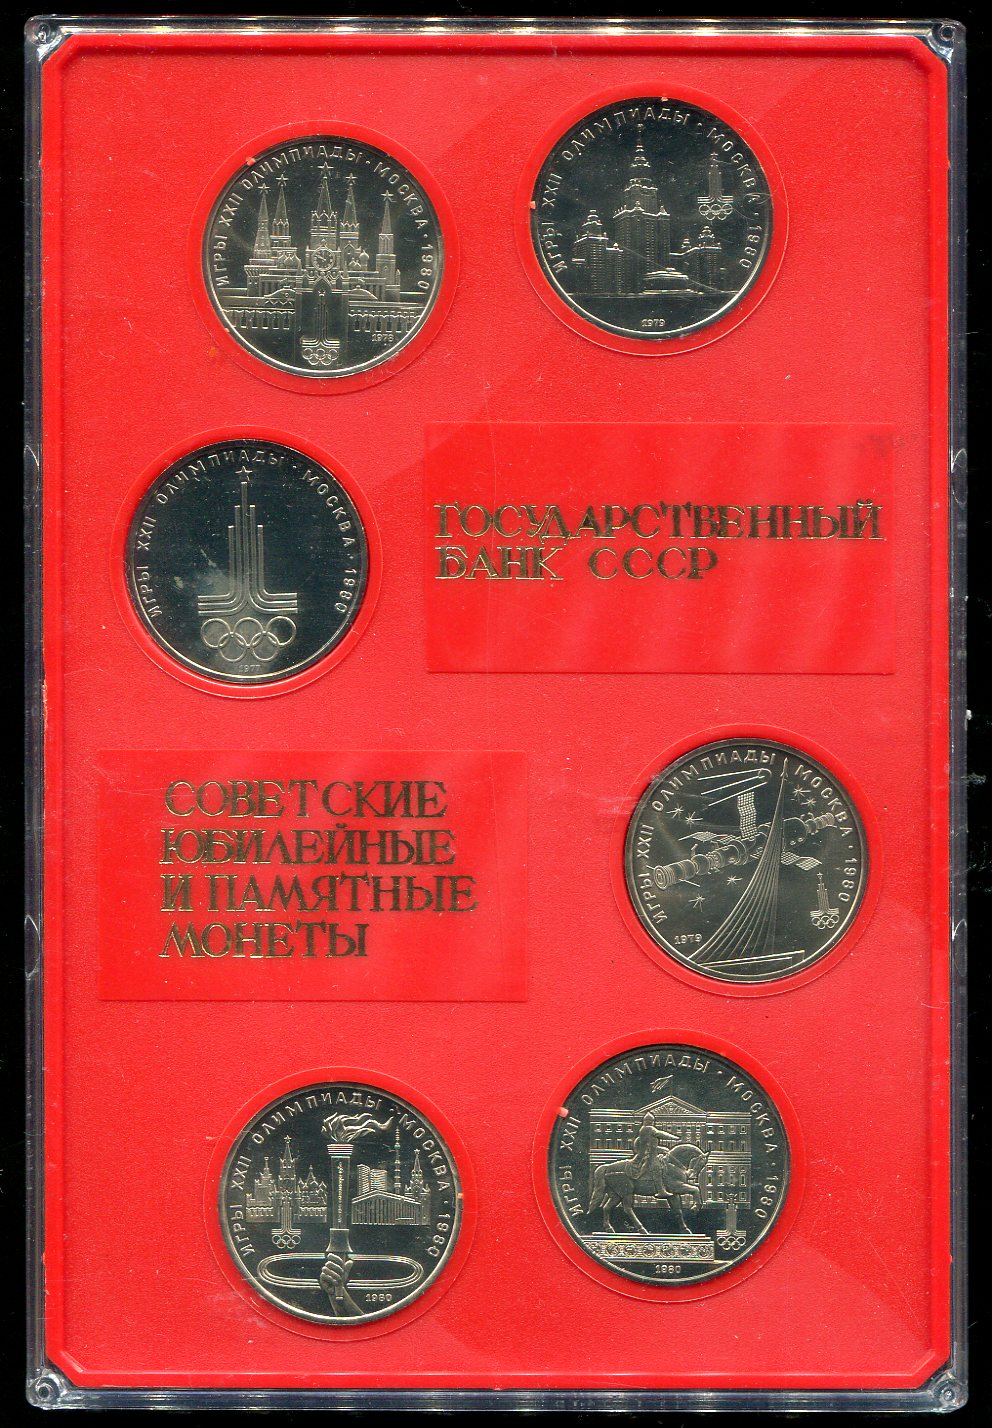 ИГРЫ XXII ОЛИМПИАДЫ · МОСКВА · 1980
1978
ИГРЫ XXII ОЛИМПИАДЫ · МОСКВА 1980
1979
ИГРЫ XXII ОЛИМПИАДЫ · МОСКВА · 1980
1977
ГОСУДАРСТВЕННЫЙ
БАНК СССР
СОВЕТСКИЕ
ЮБИЛЕЙНЫЕ
И ПАМЯТНЫЕ
МОНЕТЫ
ИГРЫ XXII ОЛИМПИАДЫ МОСКВА · 1980
1979
ИГРЫ XXII ОЛИМПИАДЫ · МОСКВА · 1980
1980
ИГРЫ XXII ОЛИМПИАДЫ · МОСКВА · 1980
1980